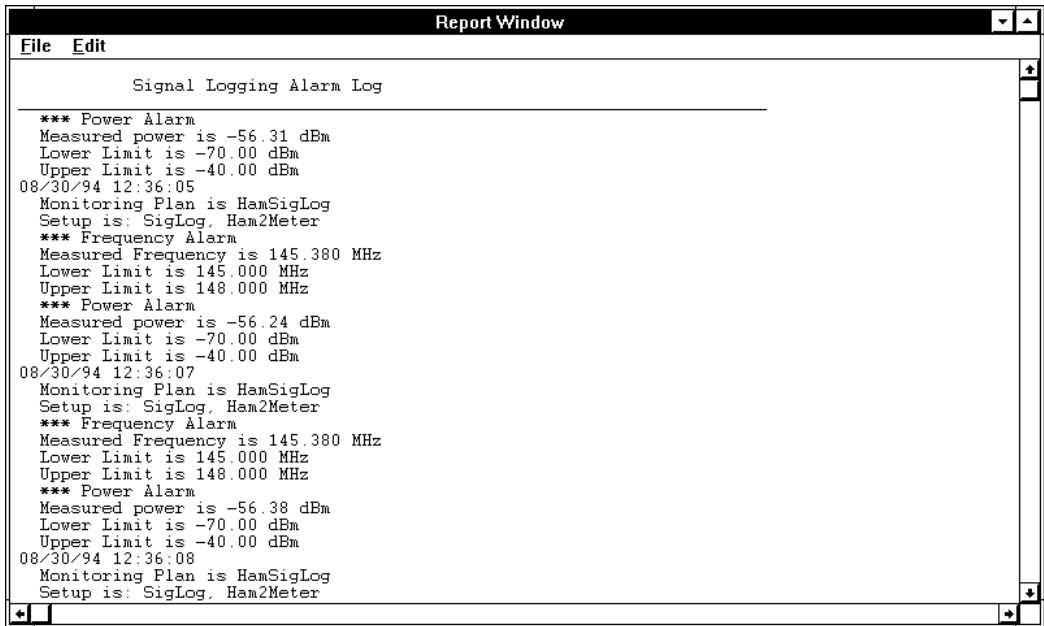 Report Window
File Edit
Signal Logging Alarm Log
*** Power Alarm
Measured power is -56.31 dBm
Lower Limit is -70.00 dBm
Upper Limit is -40.00 dBm
08/30/94 12:36:05
Monitoring Plan is HamSigLog
Setup is: SigLog, Ham2Meter
*** Frequency Alarm
Measured Frequency is 145.380 MHz
Lower Limit is 145.000 MHz
Upper Limit is 148.000 MHz
*** Power Alarm
Measured power is -56.24 dBm
Lower Limit is -70.00 dBm
Upper Limit is -40.00 dBm
08/30/94 12:36:07
Monitoring Plan is HamSigLog
Setup is: SigLog, Ham2Meter
*** Frequency Alarm
Measured Frequency is 145.380 MHz
Lower Limit is 145.000 MHz
Upper Limit is 148.000 MHz
*** Power Alarm
Measured power is -56.38 dBm
Lower Limit is -70.00 dBm
Upper Limit is -40.00 dBm
08/30/94 12:36:08
Monitoring Plan is HamSigLog
Setup is: SigLog, Ham2Meter